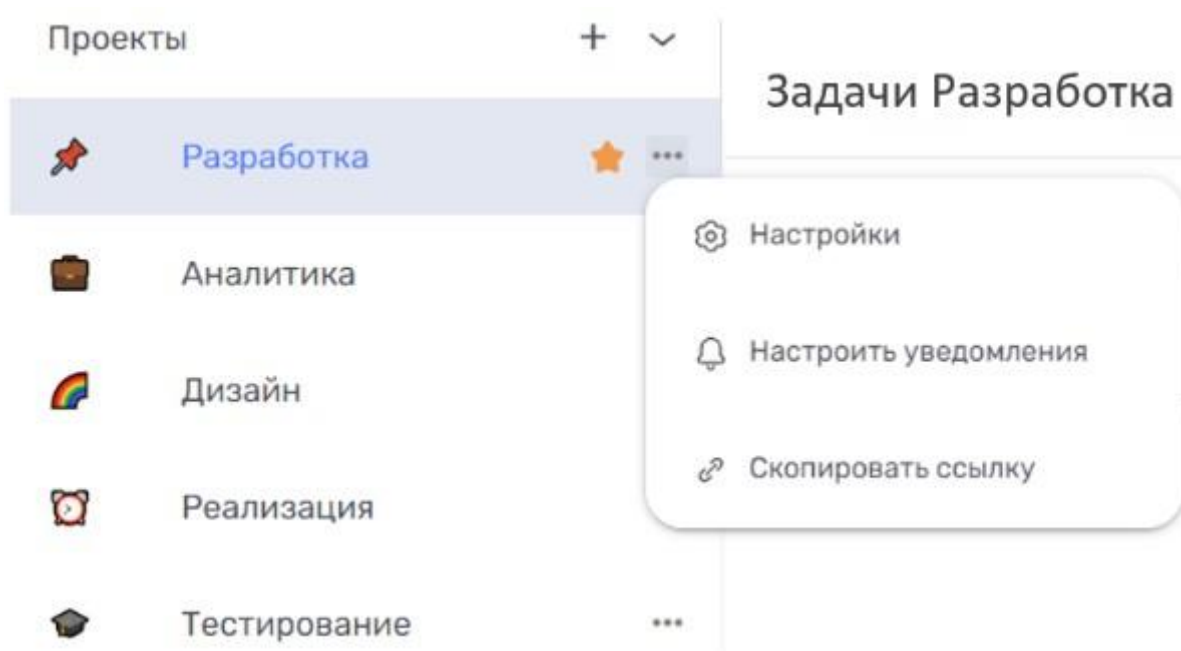 Проекты
Задачи Разработка
Разработка
Настройки
Аналитика
Настроить уведомления
Дизайн
Скопировать ссылку
Реализация
Тестирование